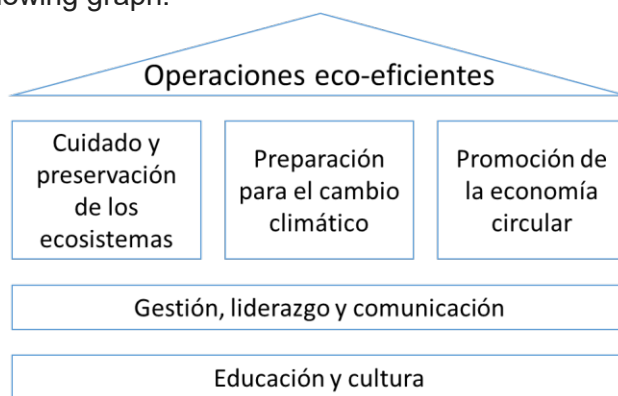 graph.
Operaciones eco-eficientes
Cuidado y
preservación
de los
ecosistemas
Preparación
para el cambio
climático
Promoción de
la economía
circular
Gestión, liderazgo y comunicación
Educación y cultura